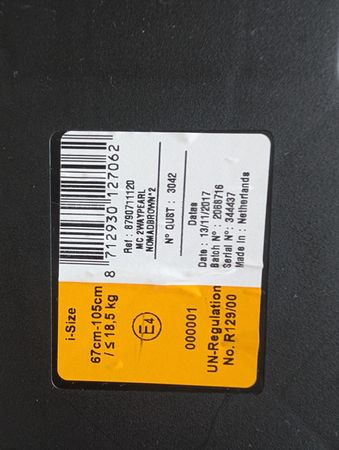 8 712930 127062
Ref : 8790711120
MC 2WAYPEARL
NOMADBROWN*2
N° QUST : 3042
Datas
Date : 13/11/2017
Batch N° : 2068716
Serial N° : 344437
Made in : Netherlands
i-Size
67cm-105cm
/ ≤ 18,5 kg
E4
000001
UN-Regulation
No. R129/00